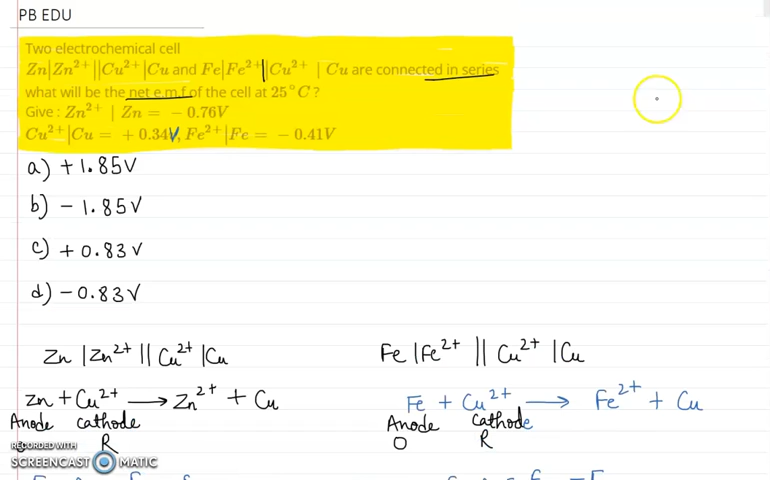 PB EDU
Two electrochemical cell
Zn|Zn²⁺||Cu²⁺|Cu and Fe|Fe²⁺||Cu²⁺ | Cu are connected in series
what will be the net e.m.f of the cell at 25°C ?
Give : Zn²⁺ | Zn = − 0.76V
Cu²⁺|Cu = + 0.34V, Fe²⁺|Fe = − 0.41V
a) +1.85V
b) - 1.85V
c) + 0.83 V
d) -0.83V
Zn |Zn²⁺ || Cu²⁺ |Cu
Fe |Fe²⁺ || Cu²⁺ |Cu
Zn + Cu²⁺ ⟶ Zn²⁺ + Cu
Fe + Cu²⁺ ⟶ Fe²⁺ + Cu
Anode cathode
Anode Cathode
R
O R
RECORDED WITH
SCREENCAST MATIC